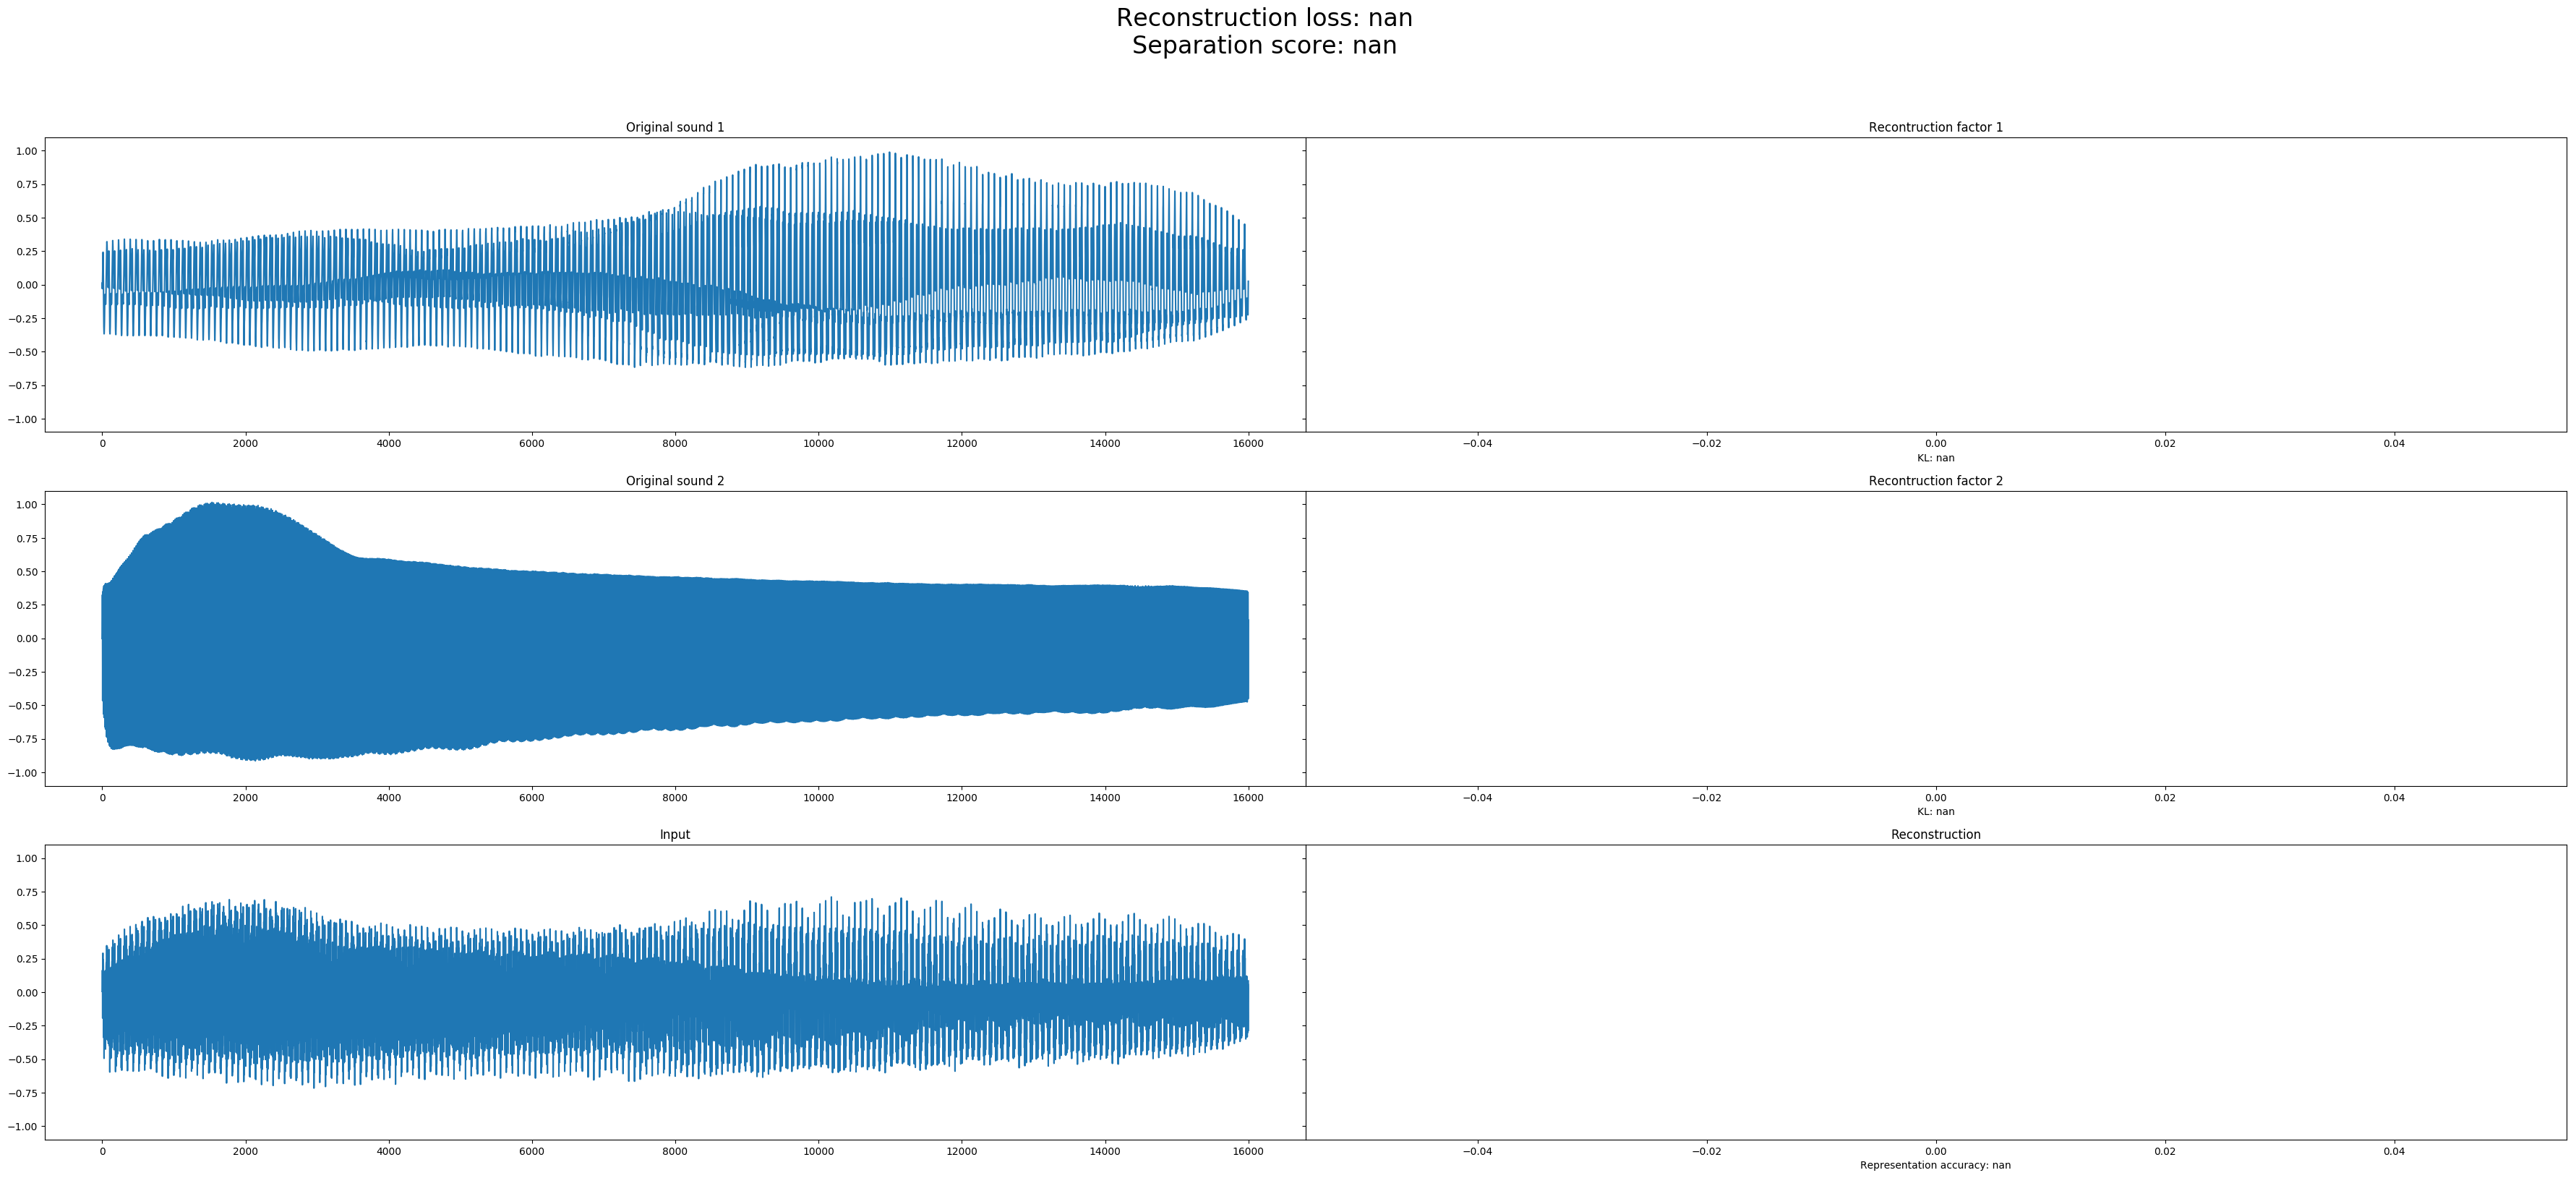 Reconstruction loss: nan
Separation score: nan
Original sound 1
Recontruction factor 1
1.00
0.75
0.50
0.25
0.00
−0.25
−0.50
−0.75
−1.00
0 2000 4000 6000 8000 10000 12000 14000 16000
−0.04 −0.02 0.00 0.02 0.04
KL: nan
Original sound 2
Recontruction factor 2
1.00
0.75
0.50
0.25
0.00
−0.25
−0.50
−0.75
−1.00
0 2000 4000 6000 8000 10000 12000 14000 16000
−0.04 −0.02 0.00 0.02 0.04
KL: nan
Input
Reconstruction
1.00
0.75
0.50
0.25
0.00
−0.25
−0.50
−0.75
−1.00
0 2000 4000 6000 8000 10000 12000 14000 16000
−0.04 −0.02 0.00 0.02 0.04
Representation accuracy: nan